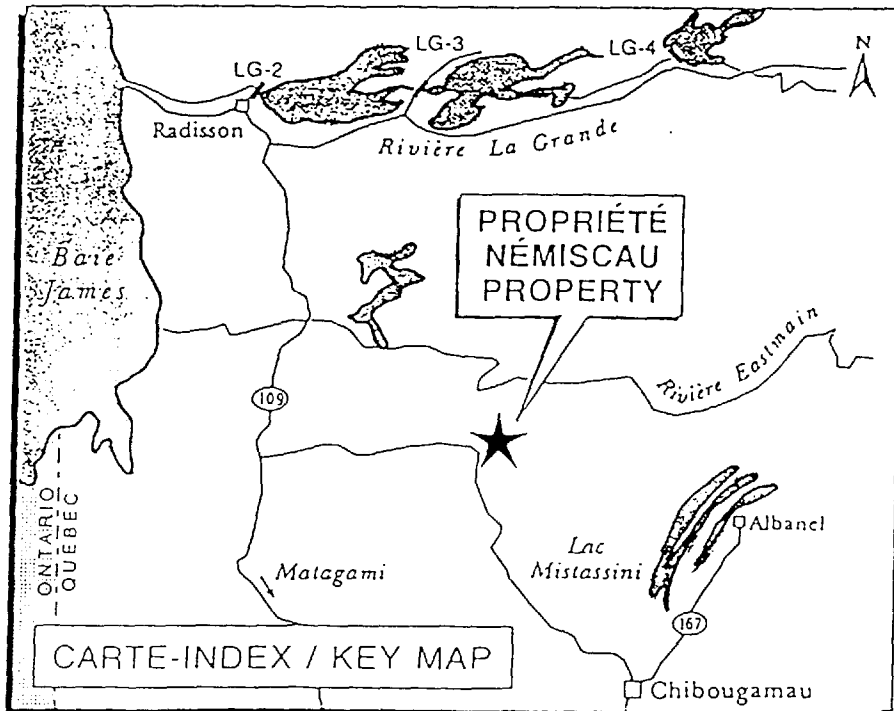 LG-2
LG-3
LG-4
N
Radisson
Rivière La Grande
PROPRIÉTÉ
NÉMISCAU
PROPERTY
Baie
James
Rivière Eastmain
109
ONTARIO
QUEBEC
Matagami
Lac
Mistassini
Albanel
167
CARTE-INDEX / KEY MAP
Chibougamau